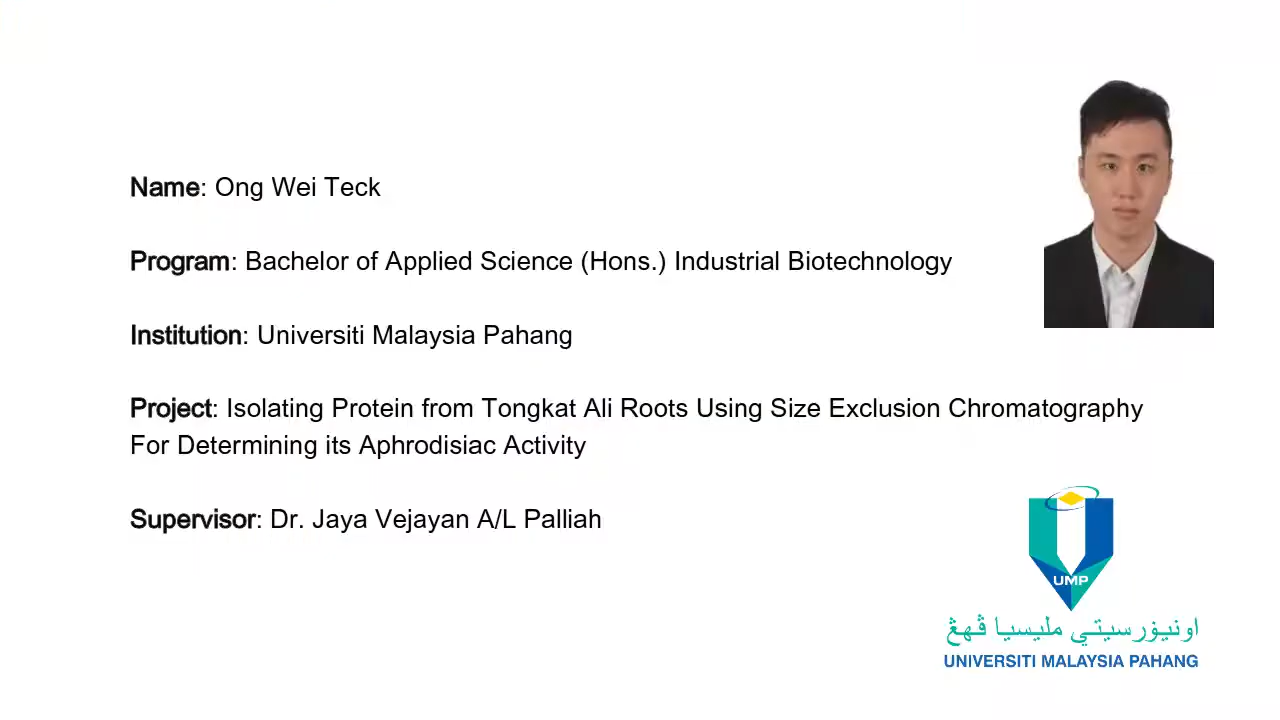 Name: Ong Wei Teck
Program: Bachelor of Applied Science (Hons.) Industrial Biotechnology
Institution: Universiti Malaysia Pahang
Project: Isolating Protein from Tongkat Ali Roots Using Size Exclusion Chromatography
For Determining its Aphrodisiac Activity
Supervisor: Dr. Jaya Vejayan A/L Palliah
UMP
اونيۏرسيتي مليسيا ڤهڠ
UNIVERSITI MALAYSIA PAHANG